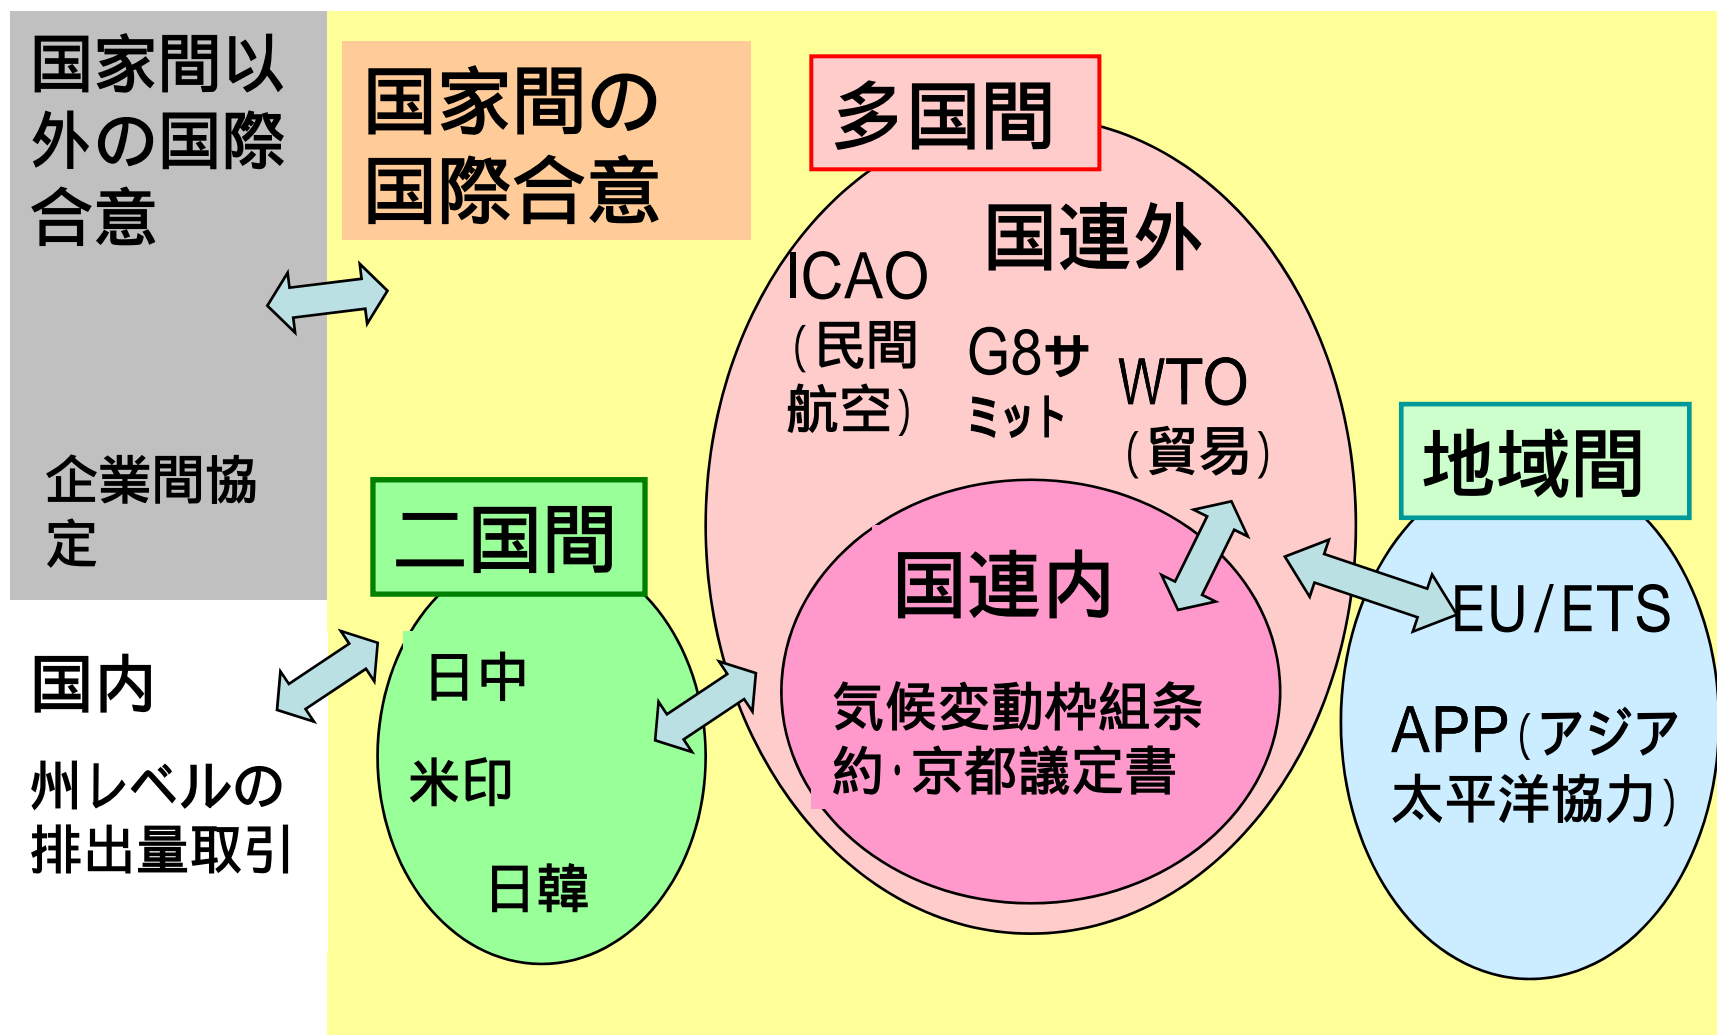 国家間以
外の国際
合意
企業間協
定
国内
州レベルの
排出量取引
国家間の
国際合意
二国間
日中
米印
日韓
多国間
国連外
ICAO
(民間
航空)
G8サ
ミット
WTO
(貿易)
国連内
気候変動枠組条
約・京都議定書
地域間
EU/ETS
APP(アジア
太平洋協力)